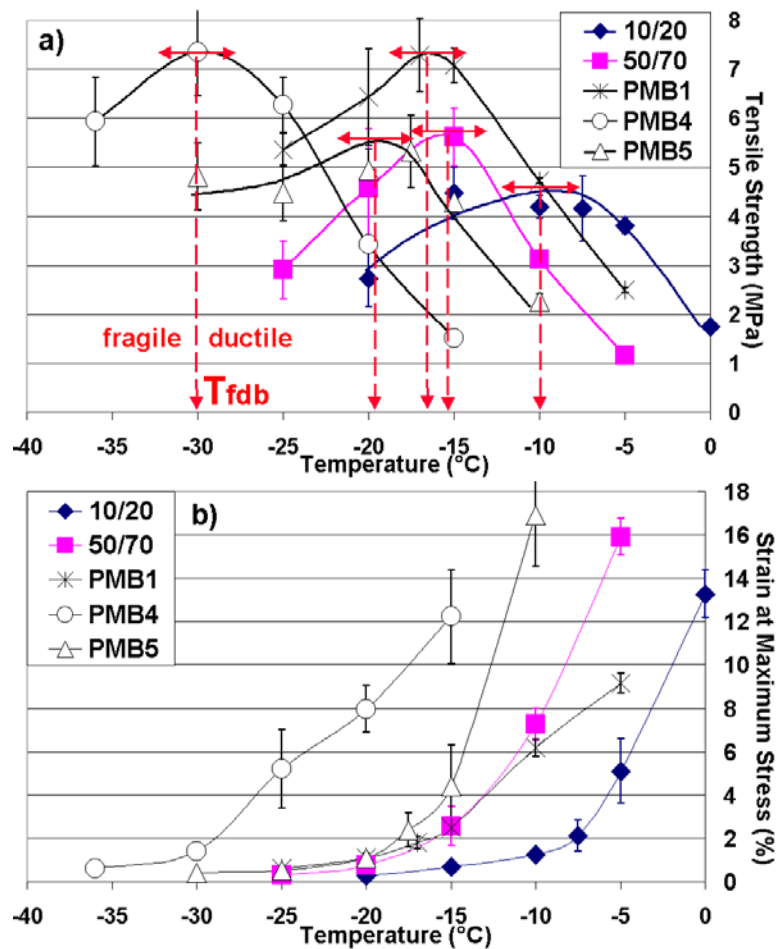 a)
10/20
50/70
PMB1
PMB4
PMB5
8
7
6
5
4
3
2
1
0
Tensile Strength (MPa)
fragile ductile
Tfdb
-40 -35 -30 -25 -20 -15 -10 -5 0
Temperature (°C)
b)
10/20
50/70
PMB1
PMB4
PMB5
18
16
14
12
10
8
6
4
2
0
Strain at Maximum Stress (%)
-40 -35 -30 -25 -20 -15 -10 -5 0
Temperature (°C)